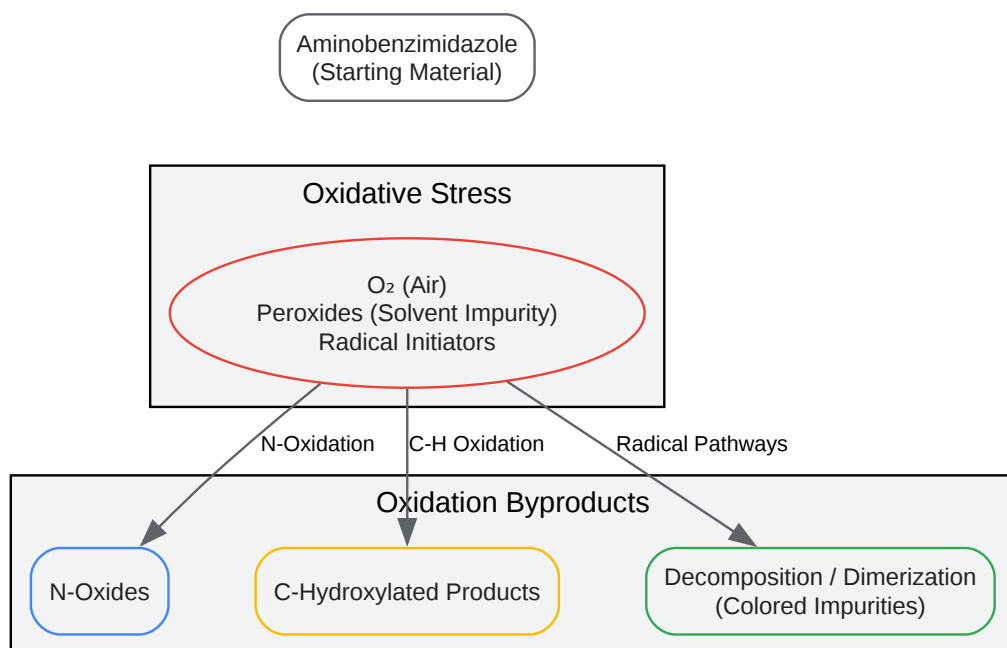 Aminobenzimidazole
(Starting Material)
Oxidative Stress
O₂ (Air)
Peroxides (Solvent Impurity)
Radical Initiators
N-Oxidation
C-H Oxidation
Radical Pathways
Oxidation Byproducts
N-Oxides
C-Hydroxylated Products
Decomposition / Dimerization
(Colored Impurities)